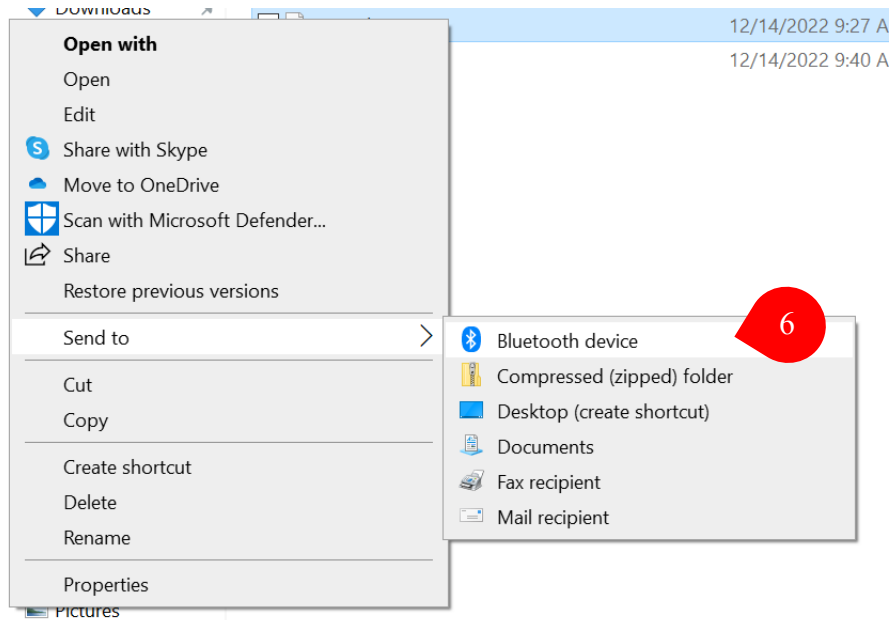 Downloads
12/14/2022 9:27 A
12/14/2022 9:40 A
Open with
Open
Edit
Share with Skype
Move to OneDrive
Scan with Microsoft Defender...
Share
Restore previous versions
Send to
Cut
Copy
Create shortcut
Delete
Rename
Properties
Bluetooth device
6
Compressed (zipped) folder
Desktop (create shortcut)
Documents
Fax recipient
Mail recipient
Pictures